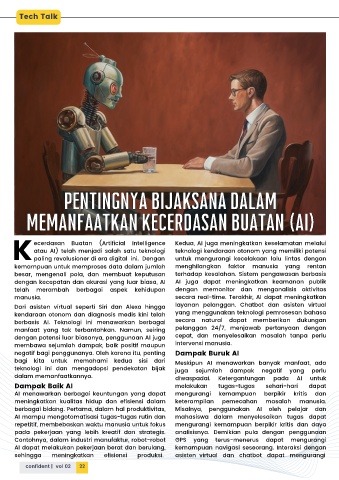 Tech Talk
PENTINGNYA BIJAKSANA DALAM
MEMANFAATKAN KECERDASAN BUATAN (AI)
Kecerdasan Buatan (Artificial Intelligence
atau AI) telah menjadi salah satu teknologi
paling revolusioner di era digital ini. Dengan
kemampuan untuk memproses data dalam jumlah
besar, mengenali pola, dan membuat keputusan
dengan kecepatan dan akurasi yang luar biasa, AI
telah merambah berbagai aspek kehidupan
manusia.
Dari asisten virtual seperti Siri dan Alexa hingga
kendaraan otonom dan diagnosis medis kini telah
berbasis AI. Teknologi ini menawarkan berbagai
manfaat yang tak terbantahkan. Namun, seiring
dengan potensi luar biasanya, penggunaan AI juga
membawa sejumlah dampak, baik positif maupun
negatif bagi penggunanya. Oleh karena itu, penting
bagi kita untuk memahami kedua sisi dari
teknologi ini dan mengadopsi pendekatan bijak
dalam memanfaatkannya.
Dampak Baik AI
AI menawarkan berbagai keuntungan yang dapat
meningkatkan kualitas hidup dan efisiensi dalam
berbagai bidang. Pertama, dalam hal produktivitas,
AI mampu mengotomatisasi tugas-tugas rutin dan
repetitif, membebaskan waktu manusia untuk fokus
pada pekerjaan yang lebih kreatif dan strategis.
Contohnya, dalam industri manufaktur, robot-robot
AI dapat melakukan pekerjaan berat dan berulang,
sehingga meningkatkan efisiensi produksi.
Kedua, AI juga meningkatkan keselamatan melalui
teknologi kendaraan otonom yang memiliki potensi
untuk mengurangi kecelakaan lalu lintas dengan
menghilangkan faktor manusia yang rentan
terhadap kesalahan. Sistem pengawasan berbasis
AI juga dapat meningkatkan keamanan publik
dengan memonitor dan menganalisis aktivitas
secara real-time. Terakhir, AI dapat meningkatkan
layanan pelanggan. Chatbot dan asisten virtual
yang menggunakan teknologi pemrosesan bahasa
secara natural dapat memberikan dukungan
pelanggan 24/7, menjawab pertanyaan dengan
cepat, dan menyelesaikan masalah tanpa perlu
intervensi manusia.
Dampak Buruk AI
Meskipun AI menawarkan banyak manfaat, ada
juga sejumlah dampak negatif yang perlu
diwaspadai. Ketergantungan pada AI untuk
melakukan tugas-tugas sehari-hari dapat
mengurangi kemampuan berpikir kritis dan
keterampilan pemecahan masalah manusia.
Misalnya, penggunakan AI oleh pelajar dan
mahasiswa dalam menyelesaikan tugas dapat
mengurangi kemampuan berpikir kritis dan daya
analisisnya. Demikian pula dengan penggunaan
GPS yang terus-menerus dapat mengurangi
kemampuan navigasi seseorang. Interaksi dengan
asisten virtual dan chatbot dapat mengurangi
confident | vol 02 22